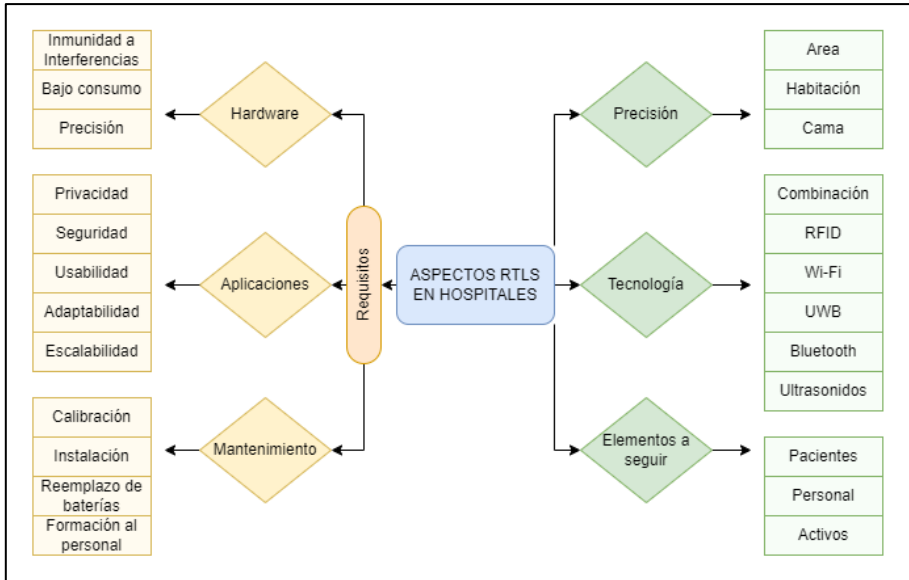 Inmunidad a
Interferencias
Bajo consumo
Precisión
Hardware
Privacidad
Seguridad
Usabilidad
Adaptabilidad
Escalabilidad
Aplicaciones
Calibración
Instalación
Reemplazo de
baterías
Formación al
personal
Mantenimiento
Requisitos
ASPECTOS RTLS
EN HOSPITALES
Precisión
Area
Habitación
Cama
Tecnología
Combinación
RFID
Wi-Fi
UWB
Bluetooth
Ultrasonidos
Elementos a
seguir
Pacientes
Personal
Activos